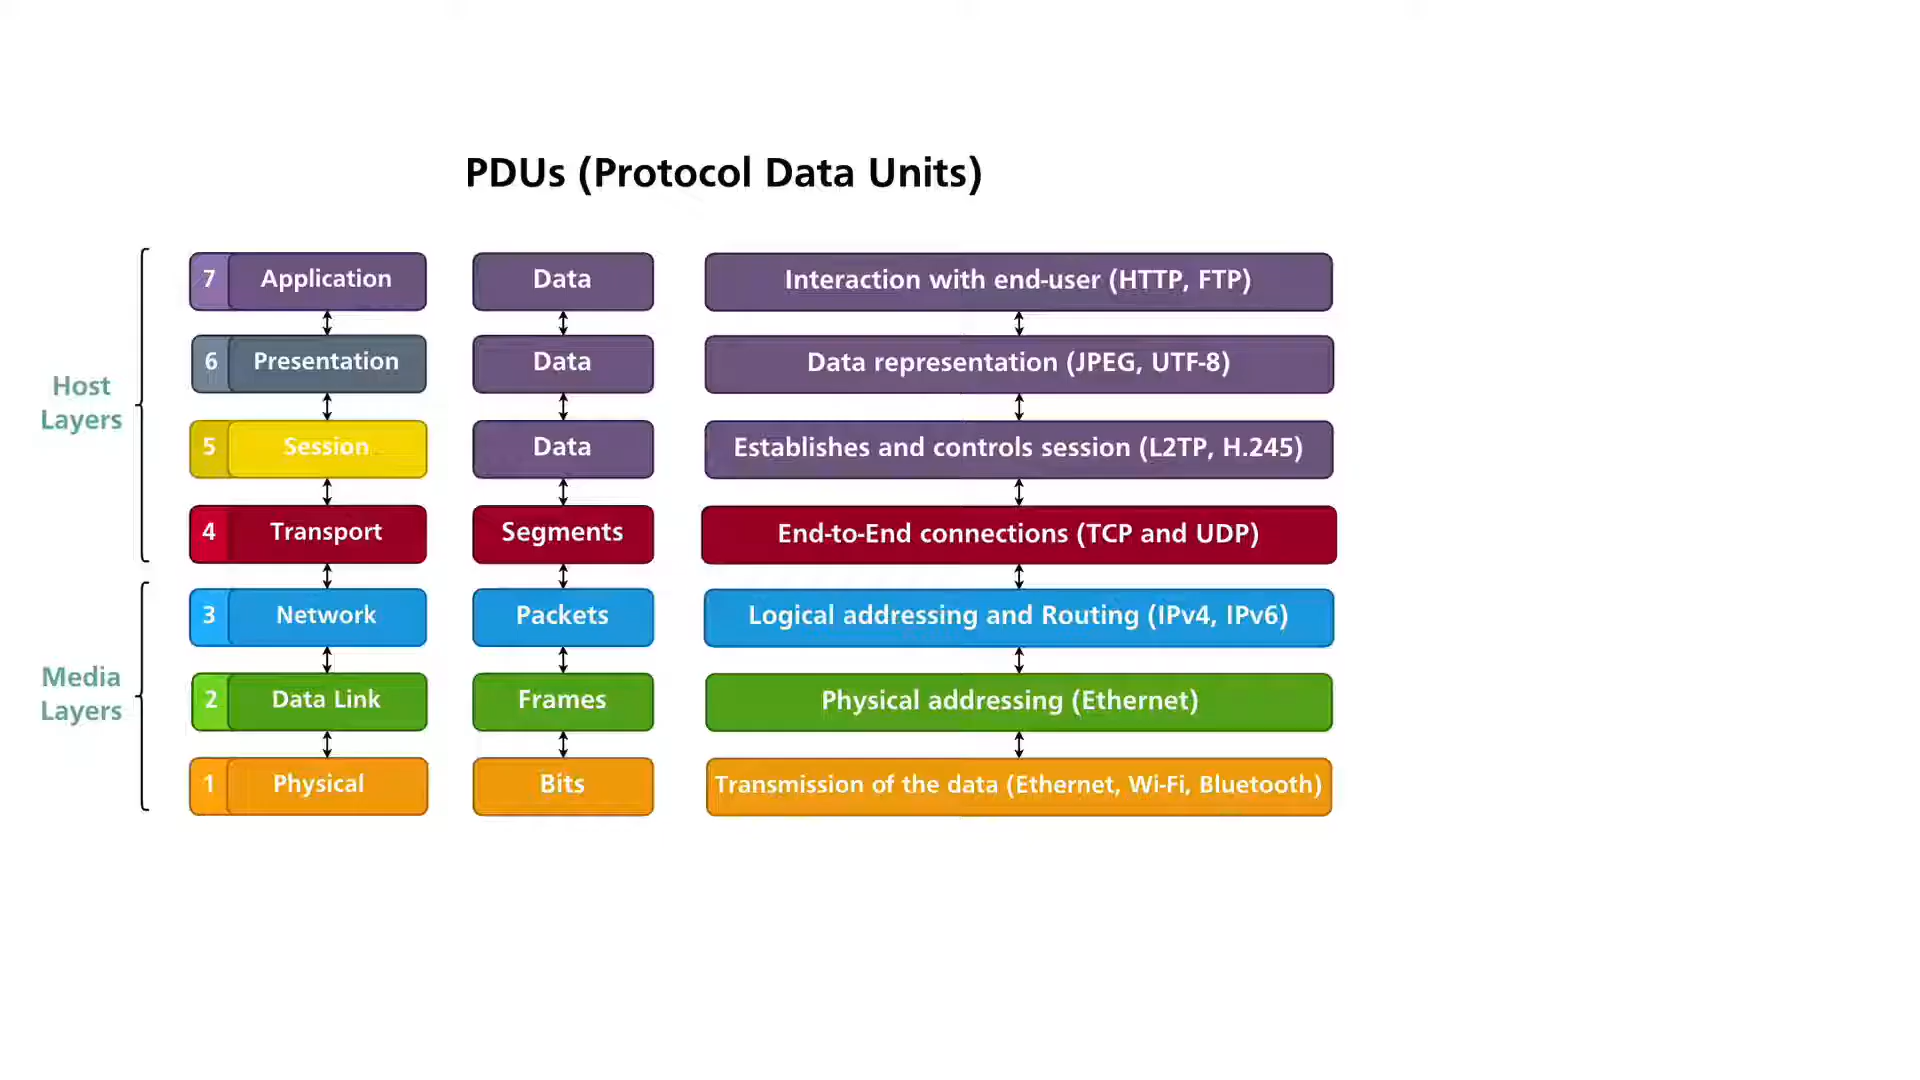 PDUs (Protocol Data Units)
Host
Layers
7 Application Data Interaction with end-user (HTTP, FTP)
6 Presentation Data Data representation (JPEG, UTF-8)
5 Session Data Establishes and controls session (L2TP, H.245)
4 Transport Segments End-to-End connections (TCP and UDP)
Media
Layers
3 Network Packets Logical addressing and Routing (IPv4, IPv6)
2 Data Link Frames Physical addressing (Ethernet)
1 Physical Bits Transmission of the data (Ethernet, Wi-Fi, Bluetooth)